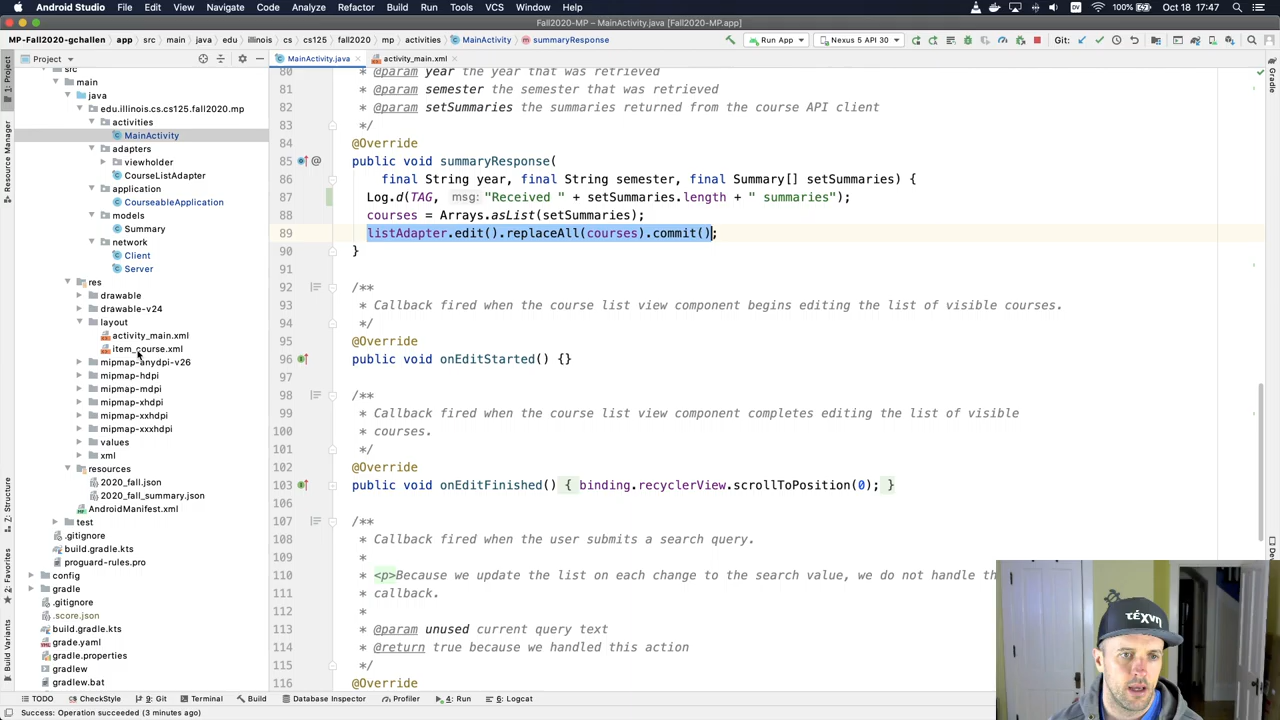 Android Studio File Edit View Navigate Code Analyze Refactor Build Run Tools VCS Window Help 100% Oct 18 17:47
Fall2020-MP – MainActivity.java [Fall2020-MP.app]
MP-Fall2020-gchallen app src main java edu illinois cs cs125 fall2020 mp activities MainActivity summaryResponse Run App Nexus 5 API 30 Git:
Project MainActivity.java activity_main.xml
1: Project
Resource Manager
Z: Structure
2: Favorites
Build Variants
Gradle
src
main
java
edu.illinois.cs.cs125.fall2020.mp
activities
MainActivity
adapters
viewholder
CourseListAdapter
application
CourseableApplication
models
Summary
network
Client
Server
res
drawable
drawable-v24
layout
activity_main.xml
item_course.xml
mipmap-anydpi-v26
mipmap-hdpi
mipmap-mdpi
mipmap-xhdpi
mipmap-xxhdpi
mipmap-xxxhdpi
values
xml
resources
2020_fall.json
2020_fall_summary.json
AndroidManifest.xml
test
.gitignore
build.gradle.kts
proguard-rules.pro
config
gradle
.gitignore
.score.json
build.gradle.kts
grade.yaml
gradle.properties
gradlew
gradlew.bat
80 * @param year the year that was retrieved
81 * @param semester the semester that was retrieved
82 * @param setSummaries the summaries returned from the course API client
83 */
84 @Override
85 @ public void summaryResponse(
86 final String year, final String semester, final Summary[] setSummaries) {
87 Log.d(TAG, msg: "Received " + setSummaries.length + " summaries");
88 courses = Arrays.asList(setSummaries);
89 listAdapter.edit().replaceAll(courses).commit();
90 }
91
92 /**
93 * Callback fired when the course list view component begins editing the list of visible courses.
94 */
95 @Override
96 public void onEditStarted() {}
97
98 /**
99 * Callback fired when the course list view component completes editing the list of visible
100 * courses.
101 */
102 @Override
103 public void onEditFinished() { binding.recyclerView.scrollToPosition(0); }
106
107 /**
108 * Callback fired when the user submits a search query.
109 *
110 * <p>Because we update the list on each change to the search value, we do not handle th
111 * callback.
112 *
113 * @param unused current query text
114 * @return true because we handled this action
115 */
116 @Override
TODO CheckStyle 9: Git Terminal Build Database Inspector Profiler 4: Run 6: Logcat
Success: Operation succeeded (3 minutes ago)